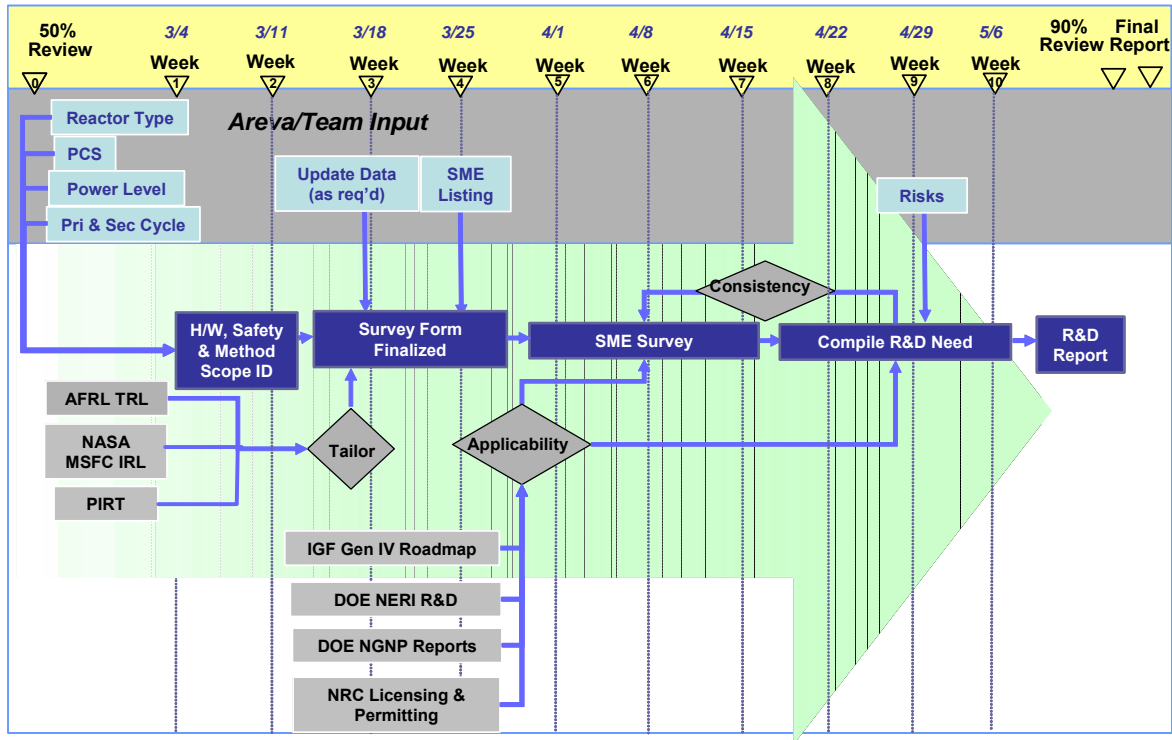 50%
Review
0
3/4
Week
1
3/11
Week
2
3/18
Week
3
3/25
Week
4
4/1
Week
5
4/8
Week
6
4/15
Week
7
4/22
Week
8
4/29
Week
9
5/6
Week
10
90%
Review
Final
Report
Areva/Team Input
Reactor Type
PCS
Power Level
Pri & Sec Cycle
Update Data
(as req'd)
SME
Listing
Risks
Consistency
H/W, Safety
& Method
Scope ID
Survey Form
Finalized
SME Survey
Compile R&D Need
R&D
Report
AFRL TRL
NASA
MSFC IRL
PIRT
Tailor
Applicability
IGF Gen IV Roadmap
DOE NERI R&D
DOE NGNP Reports
NRC Licensing &
Permitting